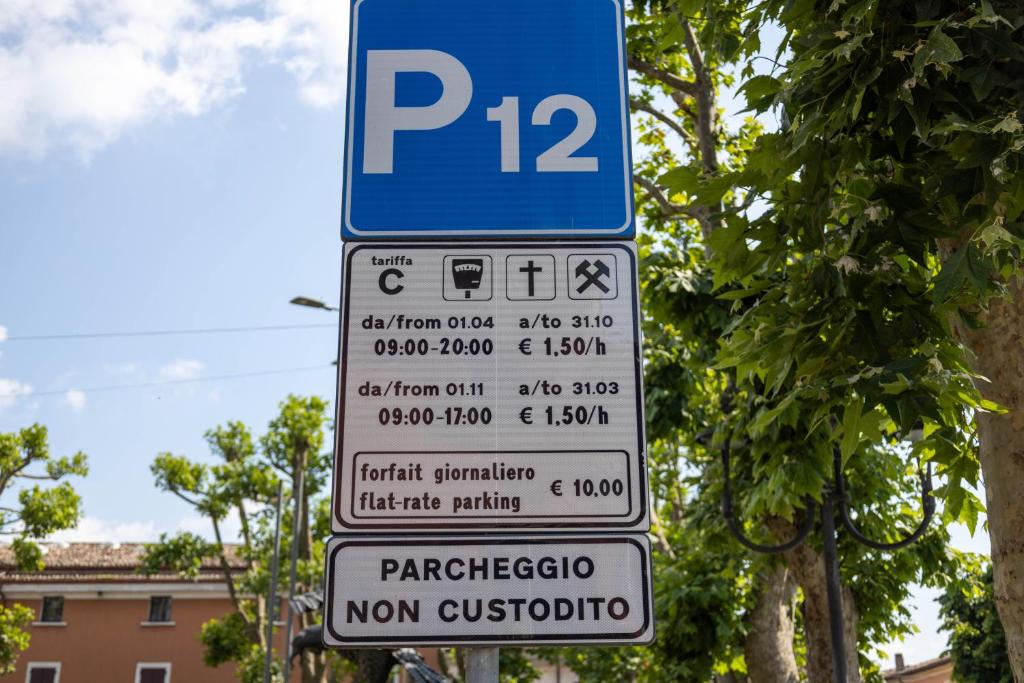 P 12
tariffa
C
da/from 01.04 a/to 31.10
09:00-20:00 € 1,50/h
da/from 01.11 a/to 31.03
09:00-17:00 € 1,50/h
forfait giornaliero
flat-rate parking € 10.00
PARCHEGGIO
NON CUSTODITO